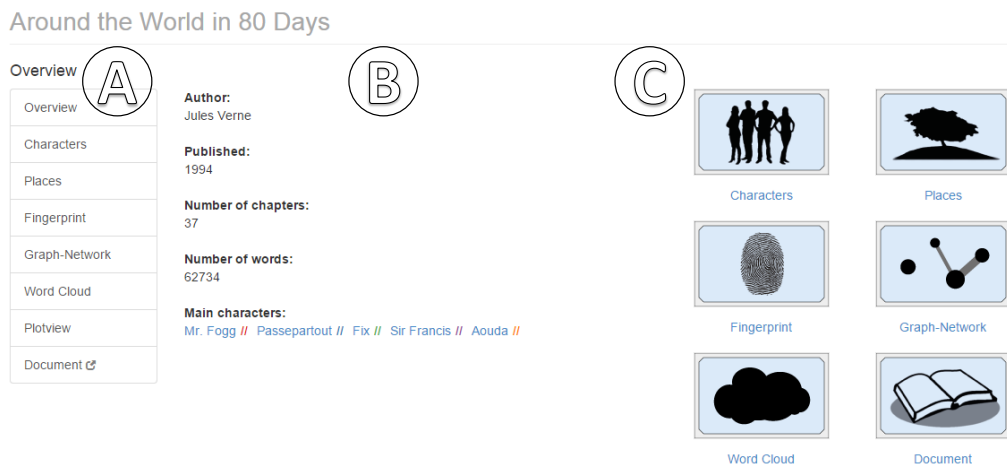 Around the World in 80 Days
Overview
A
B
C
Overview
Characters
Places
Fingerprint
Graph-Network
Word Cloud
Plotview
Document
Author:
Jules Verne
Published:
1994
Number of chapters:
37
Number of words:
62734
Main characters:
Mr. Fogg // Passepartout // Fix // Sir Francis // Aouda //
Characters
Places
Fingerprint
Graph-Network
Word Cloud
Document